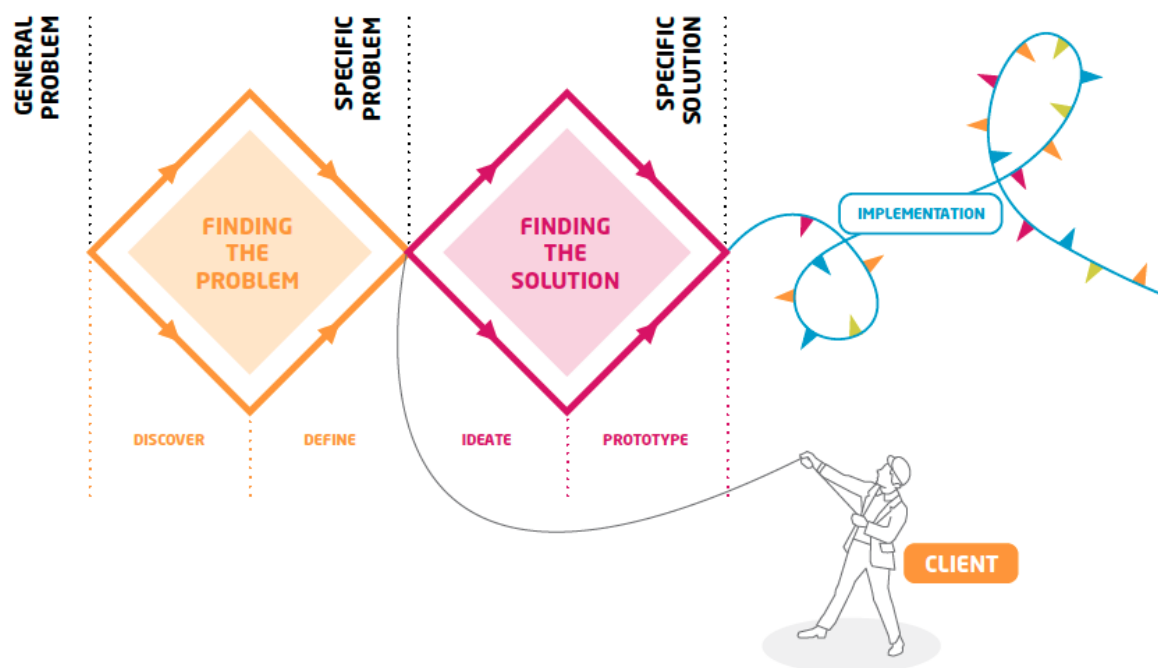 GENERAL
PROBLEM
SPECIFIC
PROBLEM
SPECIFIC
SOLUTION
FINDING
THE
PROBLEM
FINDING
THE
SOLUTION
IMPLEMENTATION
DISCOVER
DEFINE
IDEATE
PROTOTYPE
CLIENT